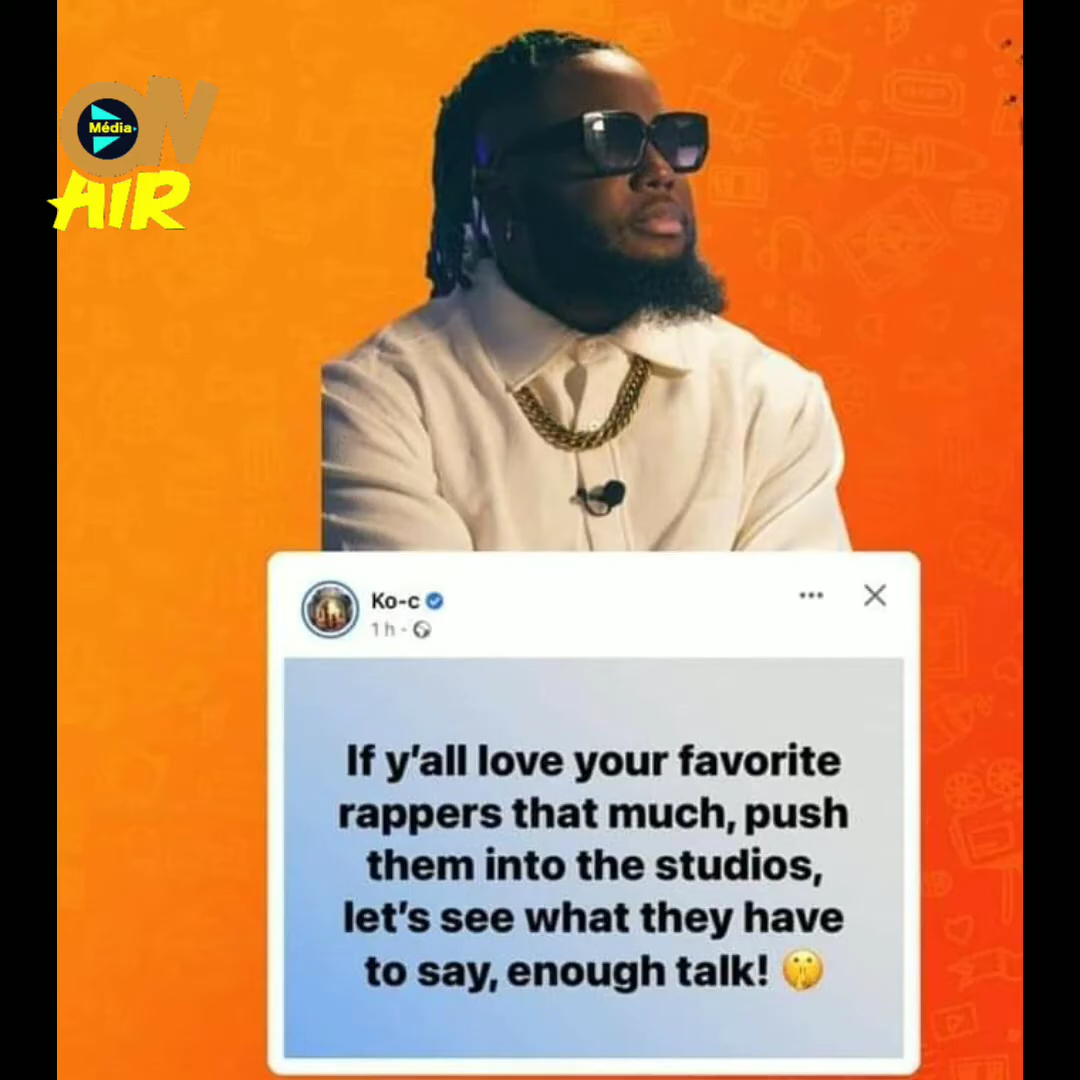 ON
Média
AIR
Ko-c
1 h
If y'all love your favorite
rappers that much, push
them into the studios,
let's see what they have
to say, enough talk! 🤫